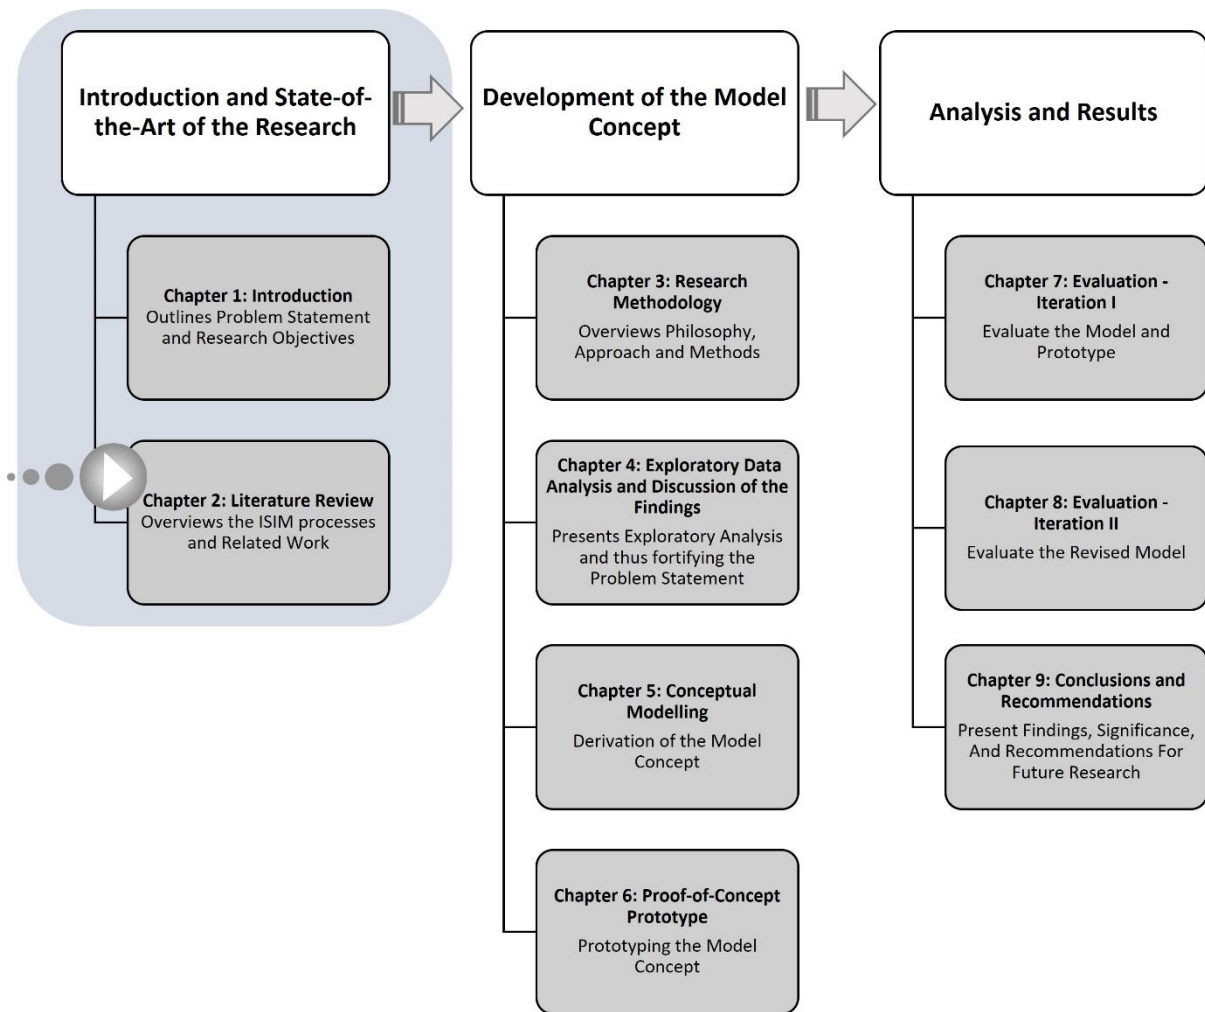 Introduction and State-of-
the-Art of the Research
Chapter 1: Introduction
Outlines Problem Statement
and Research Objectives
Chapter 2: Literature Review
Overviews the ISIM processes
and Related Work
Development of the Model
Concept
Chapter 3: Research
Methodology
Overviews Philosophy,
Approach and Methods
Chapter 4: Exploratory Data
Analysis and Discussion of the
Findings
Presents Exploratory Analysis
and thus fortifying the
Problem Statement
Chapter 5: Conceptual
Modelling
Derivation of the Model
Concept
Chapter 6: Proof-of-Concept
Prototype
Prototyping the Model
Concept
Analysis and Results
Chapter 7: Evaluation -
Iteration I
Evaluate the Model and
Prototype
Chapter 8: Evaluation -
Iteration II
Evaluate the Revised Model
Chapter 9: Conclusions and
Recommendations
Present Findings, Significance,
And Recommendations For
Future Research